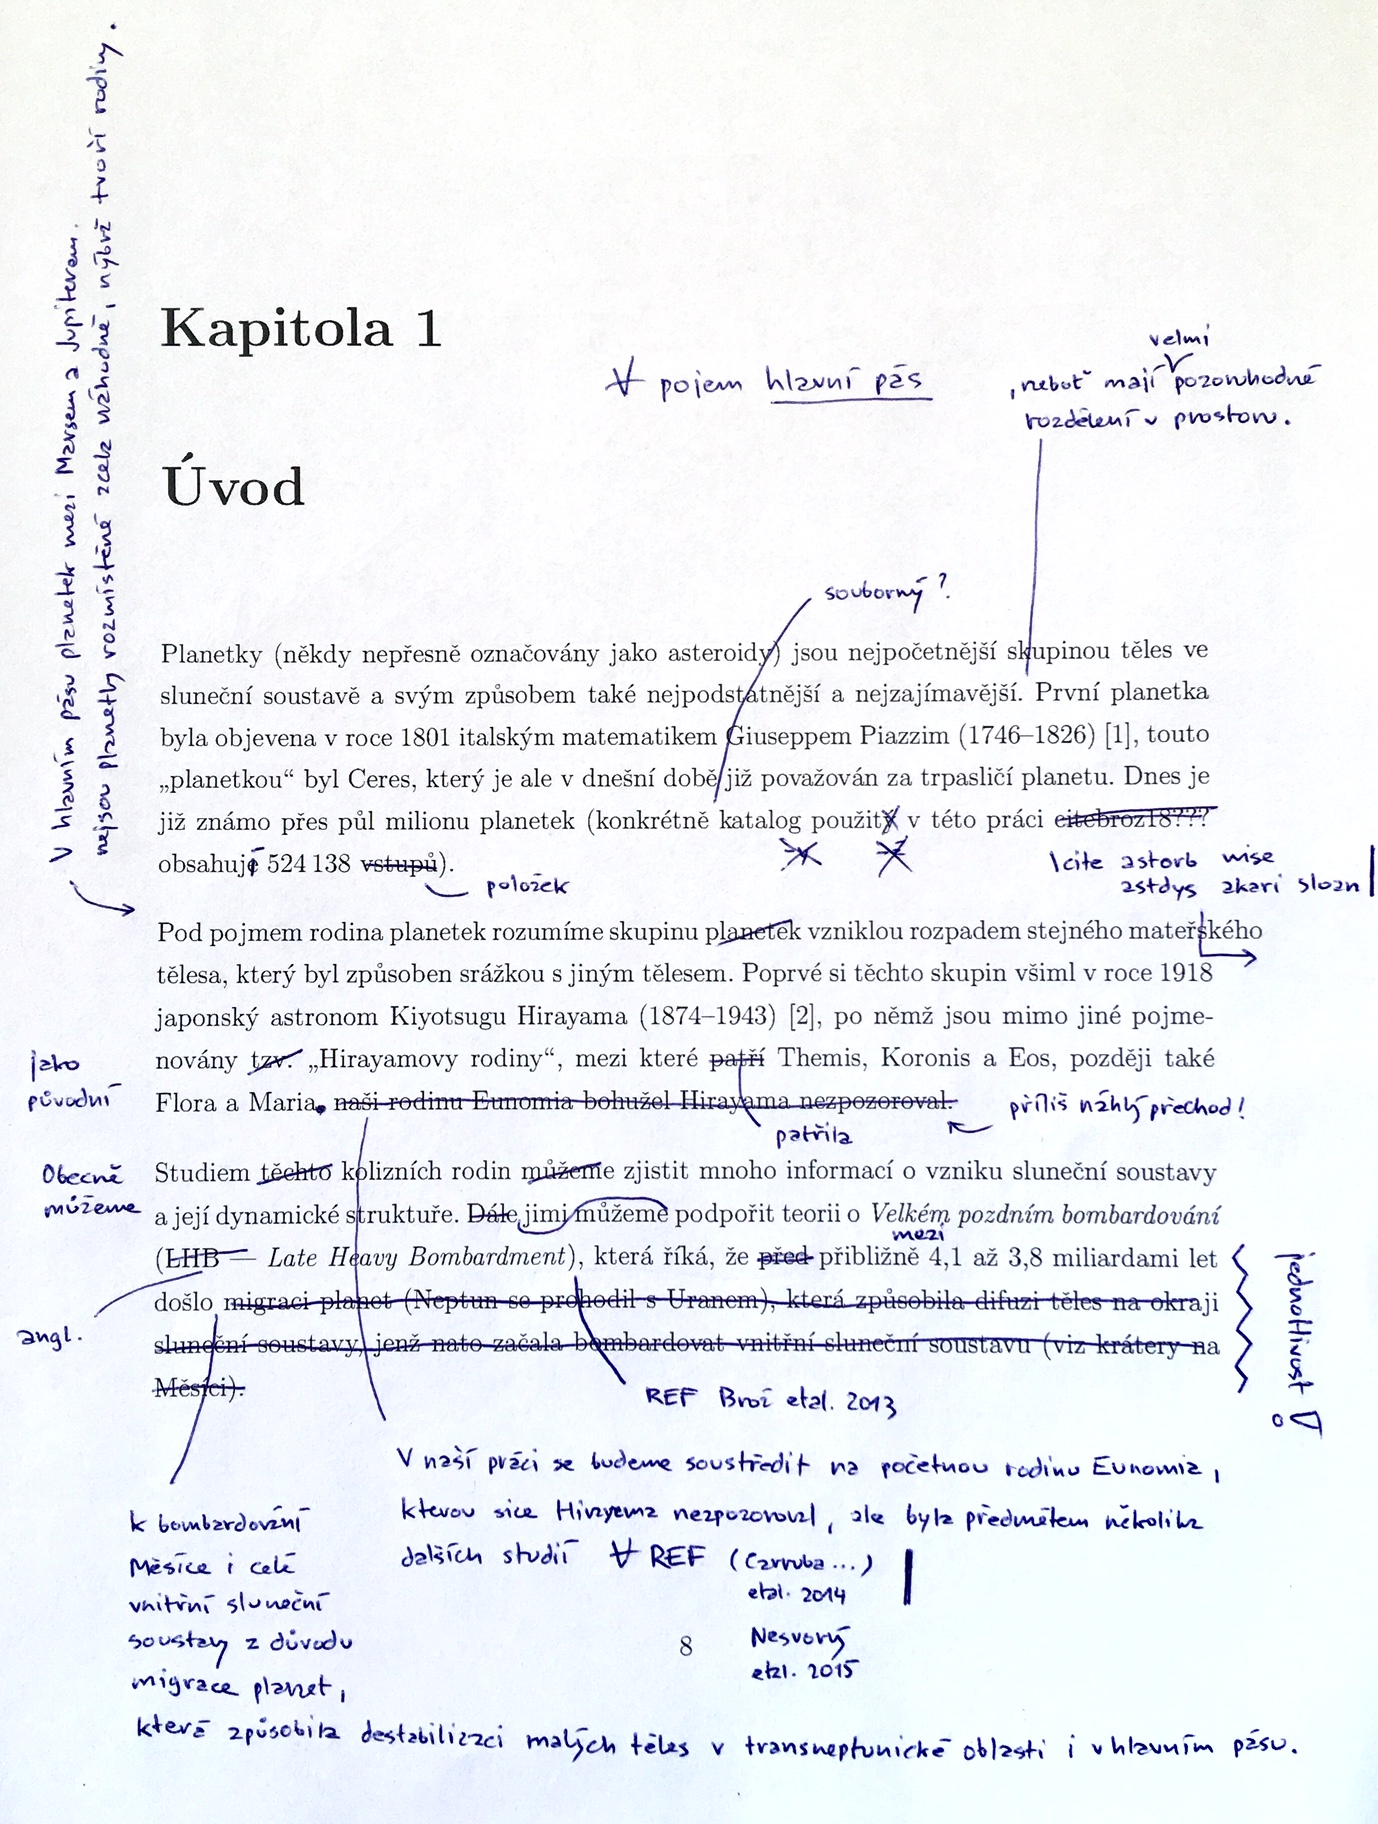 V hlavním pásu planetek mezi Marsem a Jupiterem
nejsou planetky rozmístěné zcela náhodně, nýbrž tvoří rodiny.
Kapitola 1
velmi
∀ pojem hlavní pás
, neboť mají pozoruhodné
rozdělení v prostoru.
Úvod
souborný?
Planetky (někdy nepřesně označovány jako asteroidy) jsou nejpočetnější skupinou těles ve
sluneční soustavě a svým způsobem také nejpodstatnější a nejzajímavější. První planetka
byla objevena v roce 1801 italským matematikem Giuseppem Piazzim (1746–1826) [1], touto
„planetkou“ byl Ceres, který je ale v dnešní době již považován za trpasličí planetu. Dnes je
již známo přes půl milionu planetek (konkrétně katalog použitý v této práci citebroz18???
obsahuje 524 138 vstupů).
položek
\cite astorb wise
astdys akari sloan
Pod pojmem rodina planetek rozumíme skupinu planetek vzniklou rozpadem stejného mateřského
tělesa, který byl způsoben srážkou s jiným tělesem. Poprvé si těchto skupin všiml v roce 1918
japonský astronom Kiyotsugu Hirayama (1874–1943) [2], po němž jsou mimo jiné pojme-
novány tzv. „Hirayamovy rodiny“, mezi které patří Themis, Koronis a Eos, později také
jako
původní
Flora a Maria, naši rodinu Eunomia bohužel Hirayama nezpozoroval.
příliš náhlý přechod!
patřila
Obecně
můžeme
Studiem těchto kolizních rodin můžeme zjistit mnoho informací o vzniku sluneční soustavy
a její dynamické struktuře. Dále jimi můžeme podpořit teorii o Velkém pozdním bombardování
mezi
(LHB — Late Heavy Bombardment), která říká, že před přibližně 4,1 až 3,8 miliardami let
došlo migraci planet (Neptun se prohodil s Uranem), která způsobila difuzi těles na okraji
sluneční soustavy, jenž nato začala bombardovat vnitřní sluneční soustavu (viz krátery na
Měsíci).
angl.
jednotlivost!
REF Brož et al. 2013
V naší práci se budeme soustředit na početnou rodinu Eunomia,
kterou sice Hirayama nezpozoroval, ale byla předmětem několika
dalších studií ∀ REF (Carruba ...)
et al. 2014
Nesvorný
et al. 2015
k bombardování
Měsíce i celé
vnitřní sluneční
soustavy z důvodu
migrace planet,
která způsobila destabilizaci malých těles v transneptunické oblasti i v hlavním pásu.
8